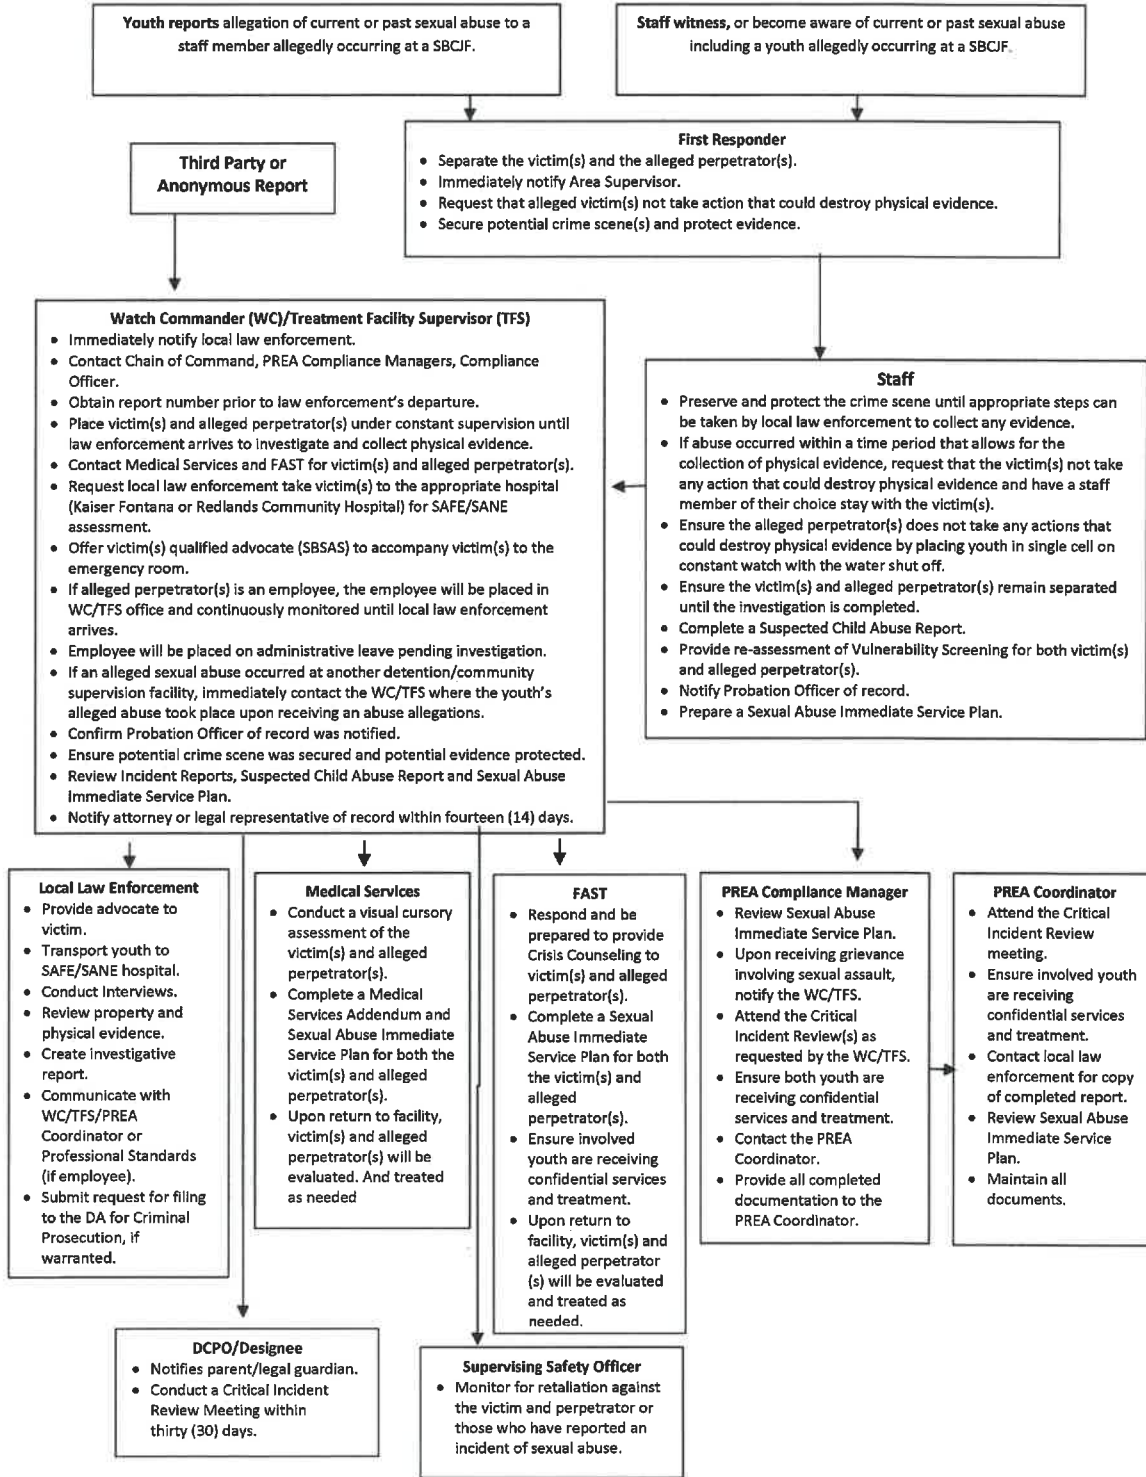 Youth reports allegation of current or past sexual abuse to a
staff member allegedly occurring at a SBCJF.
Staff witness, or become aware of current or past sexual abuse
including a youth allegedly occurring at a SBCJF.
First Responder
• Separate the victim(s) and the alleged perpetrator(s).
• Immediately notify Area Supervisor.
• Request that alleged victim(s) not take action that could destroy physical evidence.
• Secure potential crime scene(s) and protect evidence.
Third Party or
Anonymous Report
Watch Commander (WC)/Treatment Facility Supervisor (TFS)
• Immediately notify local law enforcement.
• Contact Chain of Command, PREA Compliance Managers, Compliance
Officer.
• Obtain report number prior to law enforcement's departure.
• Place victim(s) and alleged perpetrator(s) under constant supervision until
law enforcement arrives to investigate and collect physical evidence.
• Contact Medical Services and FAST for victim(s) and alleged perpetrator(s).
• Request local law enforcement take victim(s) to the appropriate hospital
(Kaiser Fontana or Redlands Community Hospital) for SAFE/SANE
assessment.
• Offer victim(s) qualified advocate (SBSAS) to accompany victim(s) to the
emergency room.
• If alleged perpetrator(s) is an employee, the employee will be placed in
WC/TFS office and continuously monitored until local law enforcement
arrives.
• Employee will be placed on administrative leave pending investigation.
• If an alleged sexual abuse occurred at another detention/community
supervision facility, immediately contact the WC/TFS where the youth's
alleged abuse took place upon receiving an abuse allegations.
• Confirm Probation Officer of record was notified.
• Ensure potential crime scene was secured and potential evidence protected.
• Review Incident Reports, Suspected Child Abuse Report and Sexual Abuse
Immediate Service Plan.
• Notify attorney or legal representative of record within fourteen (14) days.
Staff
• Preserve and protect the crime scene until appropriate steps can
be taken by local law enforcement to collect any evidence.
• If abuse occurred within a time period that allows for the
collection of physical evidence, request that the victim(s) not take
any action that could destroy physical evidence and have a staff
member of their choice stay with the victim(s).
• Ensure the alleged perpetrator(s) does not take any actions that
could destroy physical evidence by placing youth in single cell on
constant watch with the water shut off.
• Ensure the victim(s) and alleged perpetrator(s) remain separated
until the investigation is completed.
• Complete a Suspected Child Abuse Report.
• Provide re-assessment of Vulnerability Screening for both victim(s)
and alleged perpetrator(s).
• Notify Probation Officer of record.
• Prepare a Sexual Abuse Immediate Service Plan.
Local Law Enforcement
• Provide advocate to
victim.
• Transport youth to
SAFE/SANE hospital.
• Conduct Interviews.
• Review property and
physical evidence.
• Create investigative
report.
• Communicate with
WC/TFS/PREA
Coordinator or
Professional Standards
(if employee).
• Submit request for filing
to the DA for Criminal
Prosecution, if
warranted.
Medical Services
• Conduct a visual cursory
assessment of the
victim(s) and alleged
perpetrator(s).
• Complete a Medical
Services Addendum and
Sexual Abuse Immediate
Service Plan for both the
victim(s) and alleged
perpetrator(s).
• Upon return to facility,
victim(s) and alleged
perpetrator(s) will be
evaluated. And treated
as needed
FAST
• Respond and be
prepared to provide
Crisis Counseling to
victim(s) and alleged
perpetrator(s).
• Complete a Sexual
Abuse Immediate
Service Plan for both
the victim(s) and
alleged
perpetrator(s).
• Ensure involved
youth are receiving
confidential services
and treatment.
• Upon return to
facility, victim(s) and
alleged perpetrator
(s) will be evaluated
and treated as
needed.
PREA Compliance Manager
• Review Sexual Abuse
Immediate Service Plan.
• Upon receiving grievance
involving sexual assault,
notify the WC/TFS.
• Attend the Critical
Incident Review(s) as
requested by the WC/TFS.
• Ensure both youth are
receiving confidential
services and treatment.
• Contact the PREA
Coordinator.
• Provide all completed
documentation to the
PREA Coordinator.
PREA Coordinator
• Attend the Critical
Incident Review
meeting.
• Ensure involved youth
are receiving
confidential services
and treatment.
• Contact local law
enforcement for copy
of completed report.
• Review Sexual Abuse
Immediate Service
Plan.
• Maintain all
documents.
DCPO/Designee
• Notifies parent/legal guardian.
• Conduct a Critical Incident
Review Meeting within
thirty (30) days.
Supervising Safety Officer
• Monitor for retaliation against
the victim and perpetrator or
those who have reported an
incident of sexual abuse.